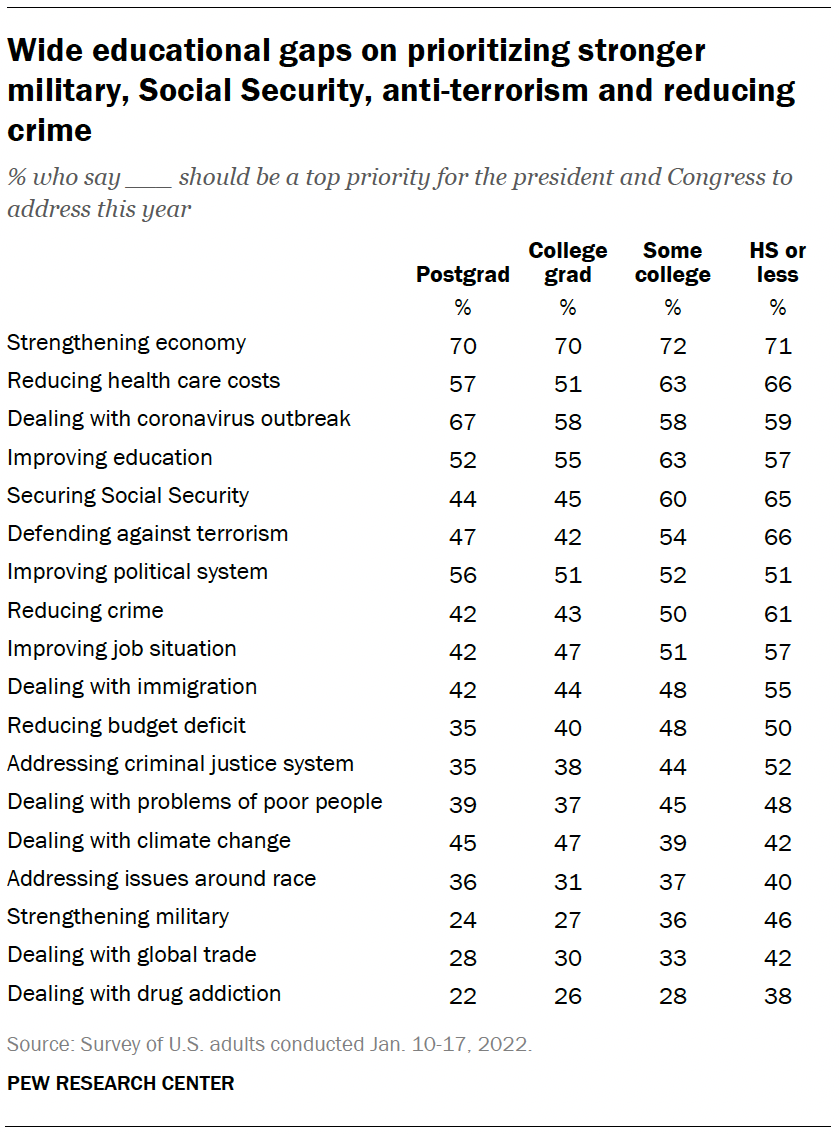 Wide educational gaps on prioritizing stronger
military, Social Security, anti-terrorism and reducing
crime
% who say ___ should be a top priority for the president and Congress to
address this year
Postgrad College grad Some college HS or less
% % % %
Strengthening economy 70 70 72 71
Reducing health care costs 57 51 63 66
Dealing with coronavirus outbreak 67 58 58 59
Improving education 52 55 63 57
Securing Social Security 44 45 60 65
Defending against terrorism 47 42 54 66
Improving political system 56 51 52 51
Reducing crime 42 43 50 61
Improving job situation 42 47 51 57
Dealing with immigration 42 44 48 55
Reducing budget deficit 35 40 48 50
Addressing criminal justice system 35 38 44 52
Dealing with problems of poor people 39 37 45 48
Dealing with climate change 45 47 39 42
Addressing issues around race 36 31 37 40
Strengthening military 24 27 36 46
Dealing with global trade 28 30 33 42
Dealing with drug addiction 22 26 28 38
Source: Survey of U.S. adults conducted Jan. 10-17, 2022.
PEW RESEARCH CENTER